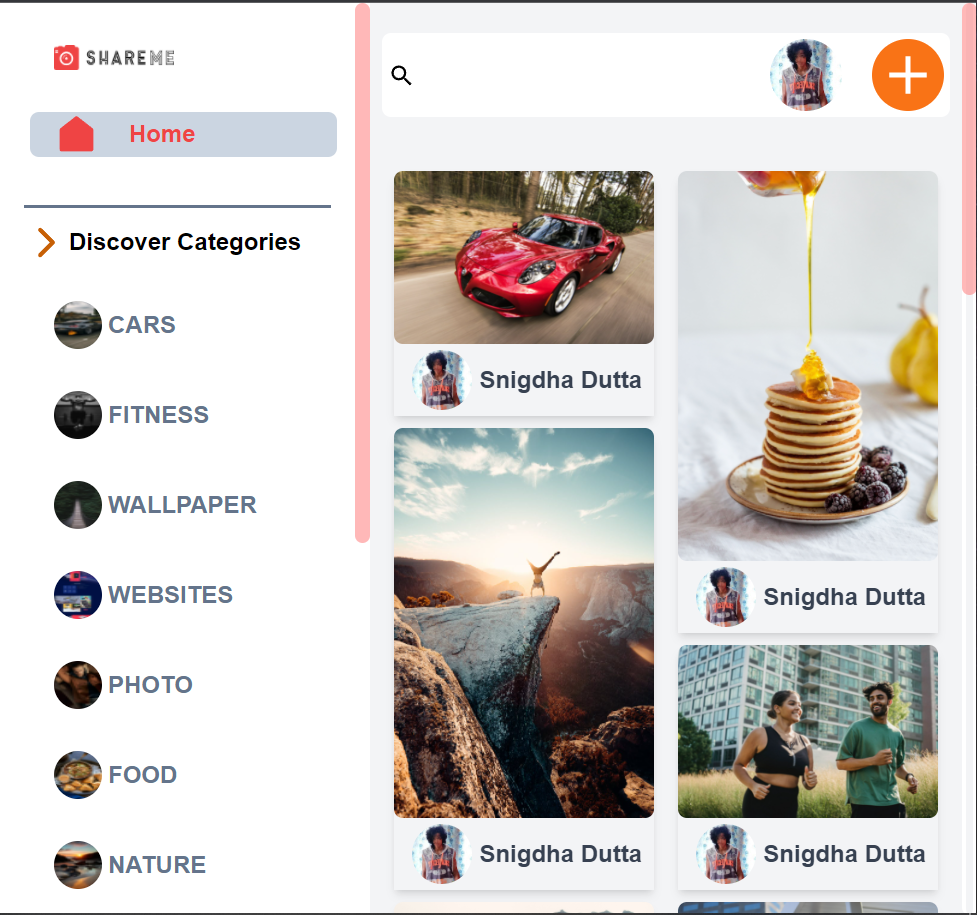 SHAREME
Home
Discover Categories
CARS
FITNESS
WALLPAPER
WEBSITES
PHOTO
FOOD
NATURE
Snigdha Dutta
Snigdha Dutta
Snigdha Dutta
Snigdha Dutta